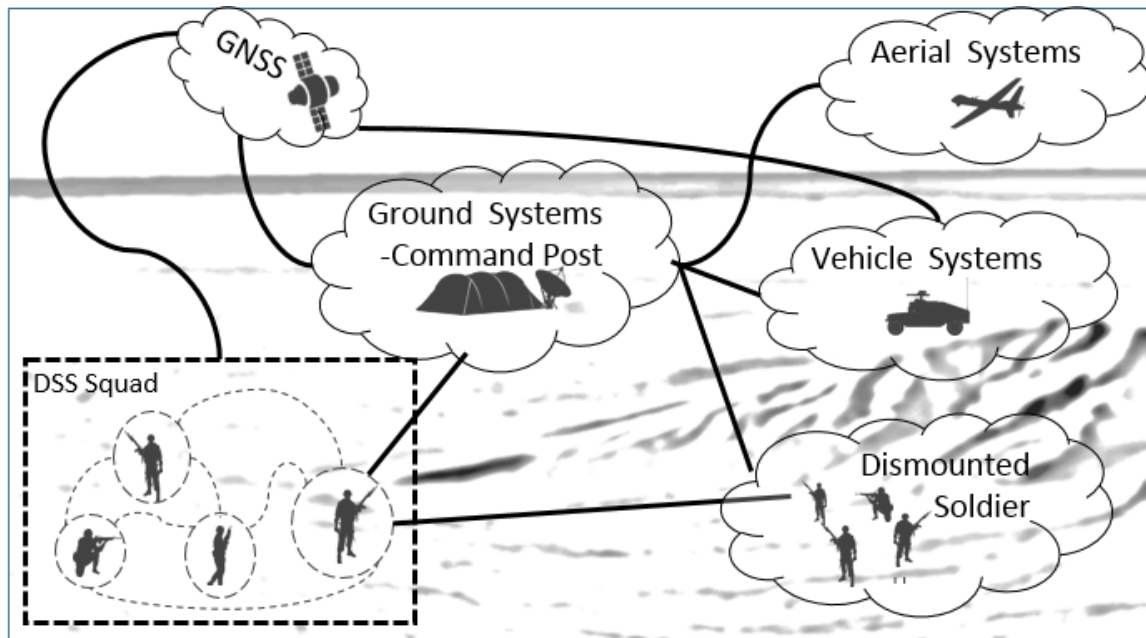 GNSS
Aerial Systems
Ground Systems
-Command Post
Vehicle Systems
DSS Squad
Dismounted
Soldier